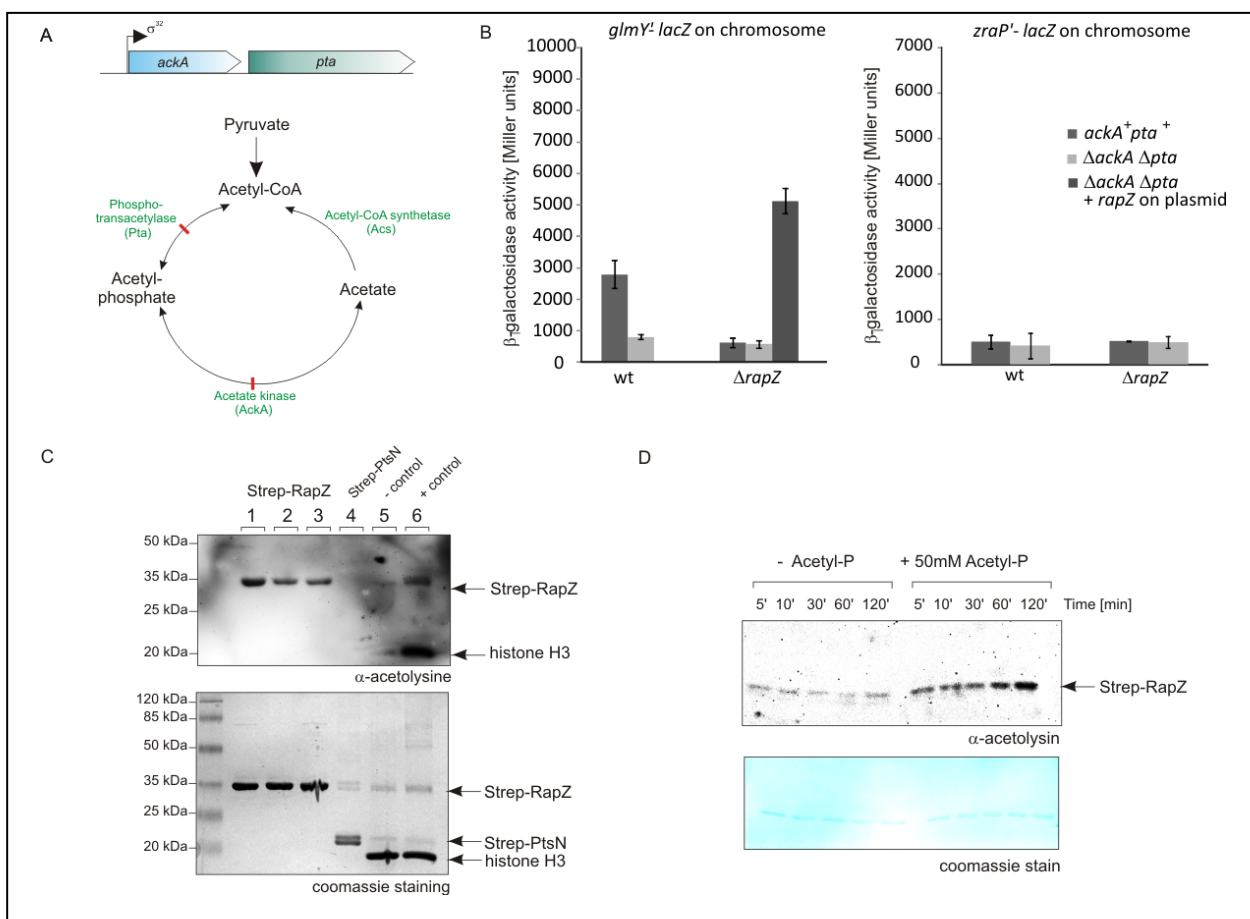 A
σ32
ackA
pta
Pyruvate
Acetyl-CoA
Phospho-
transacetylase
(Pta)
Acetyl-CoA synthetase
(Acs)
Acetyl-
phosphate
Acetate
Acetate kinase
(AckA)
B
glmY'- lacZ on chromosome
β-galactosidase activity [Miller units]
10000
9000
8000
7000
6000
5000
4000
3000
2000
1000
0
wt
ΔrapZ
zraP'- lacZ on chromosome
β-galactosidase activity [Miller units]
7000
6000
5000
4000
3000
2000
1000
0
wt
ΔrapZ
ackA+pta +
ΔackA Δpta
ΔackA Δpta
+ rapZ on plasmid
C
Strep-RapZ
Strep-PtsN
- control
+ control
1 2 3 4 5 6
50 kDa
35 kDa
25 kDa
20 kDa
Strep-RapZ
histone H3
α-acetolysine
120 kDa
85 kDa
50 kDa
35 kDa
25 kDa
20 kDa
Strep-RapZ
Strep-PtsN
histone H3
coomassie staining
D
- Acetyl-P + 50mM Acetyl-P
5' 10' 30' 60' 120' 5' 10' 30' 60' 120' Time [min]
Strep-RapZ
α-acetolysin
coomassie stain